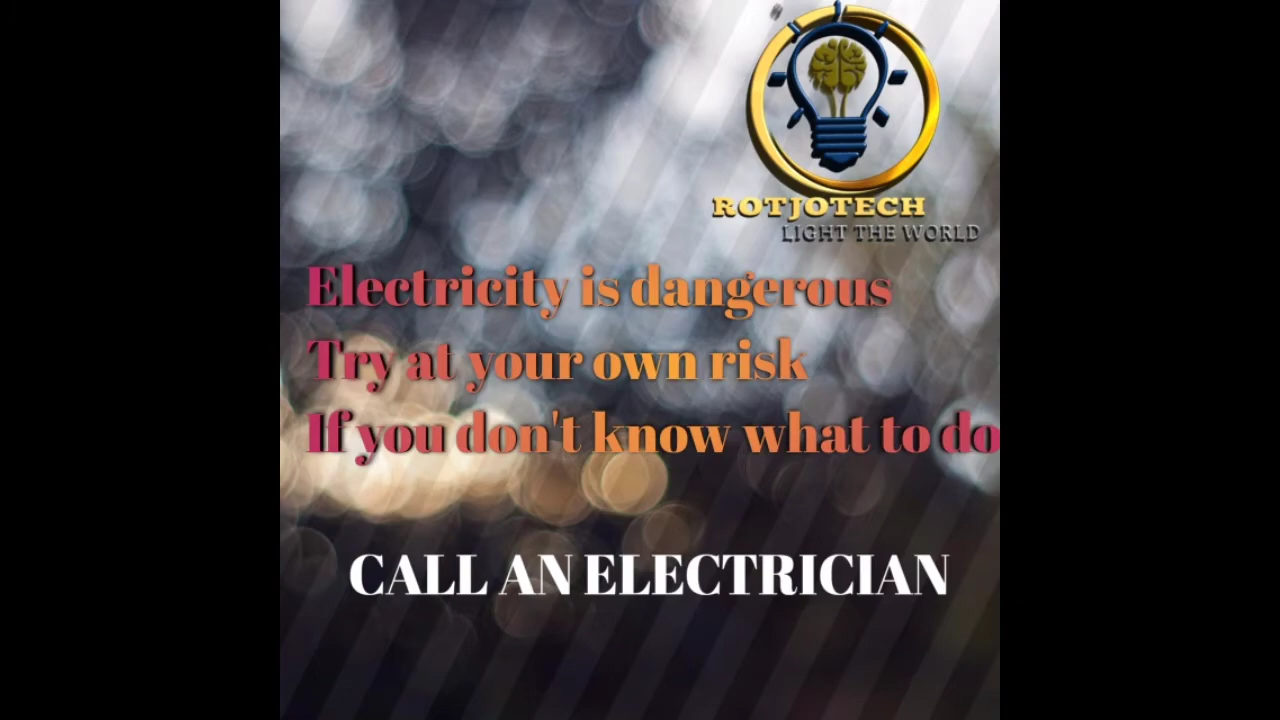 ROTJOTECH
LIGHT THE WORLD
Electricity is dangerous
Try at your own risk
If you don't know what to do
CALL AN ELECTRICIAN